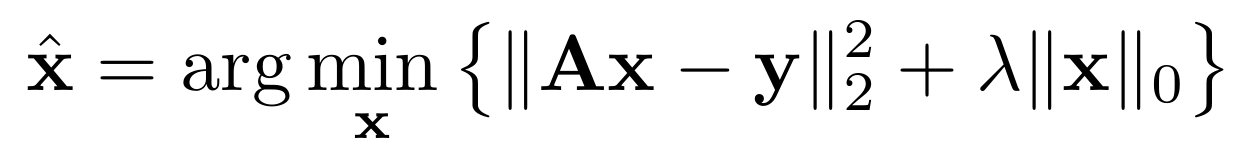 x̂ = arg min_x {‖Ax − y‖₂² + λ‖x‖₀}